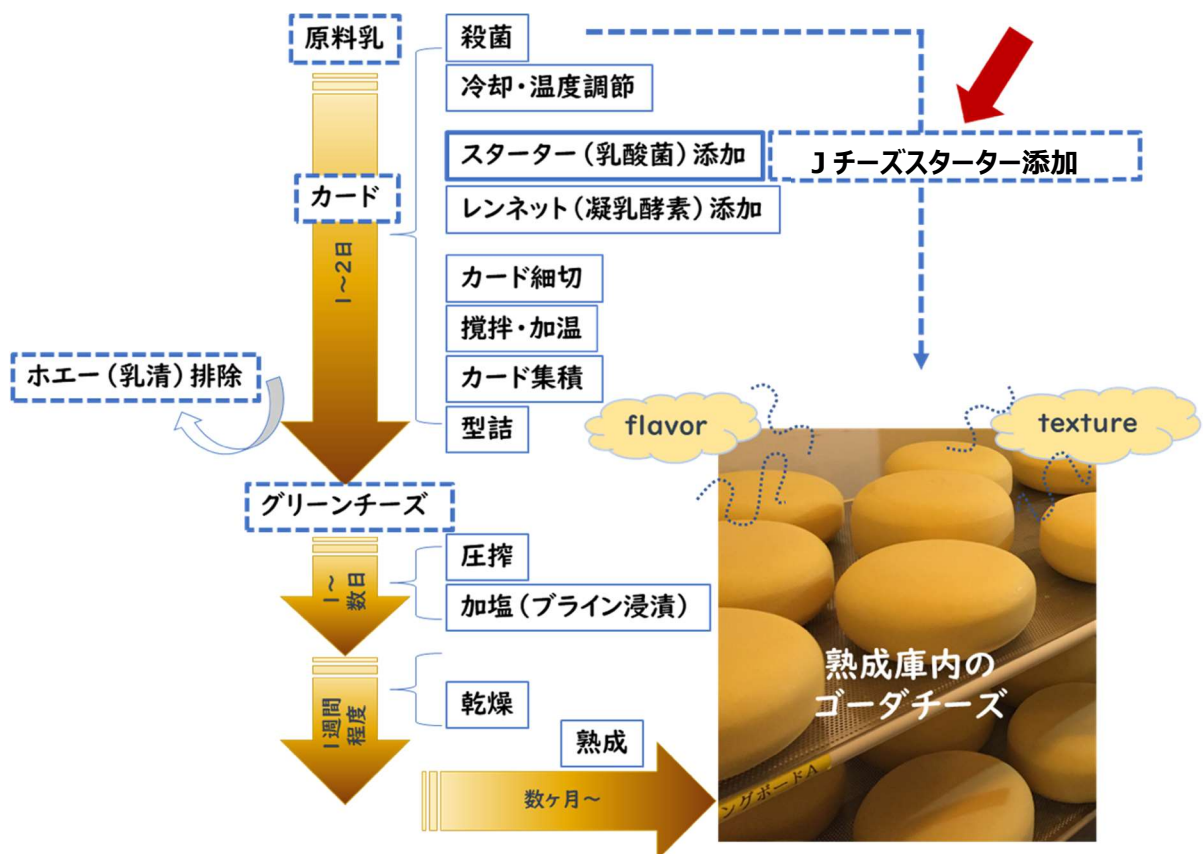 原料乳
殺菌
冷却・温度調節
スターター(乳酸菌)添加
Jチーズスターター添加
カード
レンネット(凝乳酵素)添加
1〜2日
カード細切
撹拌・加温
カード集積
型詰
ホエー(乳清)排除
flavor
texture
グリーンチーズ
圧搾
加塩(ブライン浸漬)
1〜
数日
乾燥
1週間
程度
熟成
数ヶ月〜
熟成庫内の
ゴーダチーズ
ングボードA